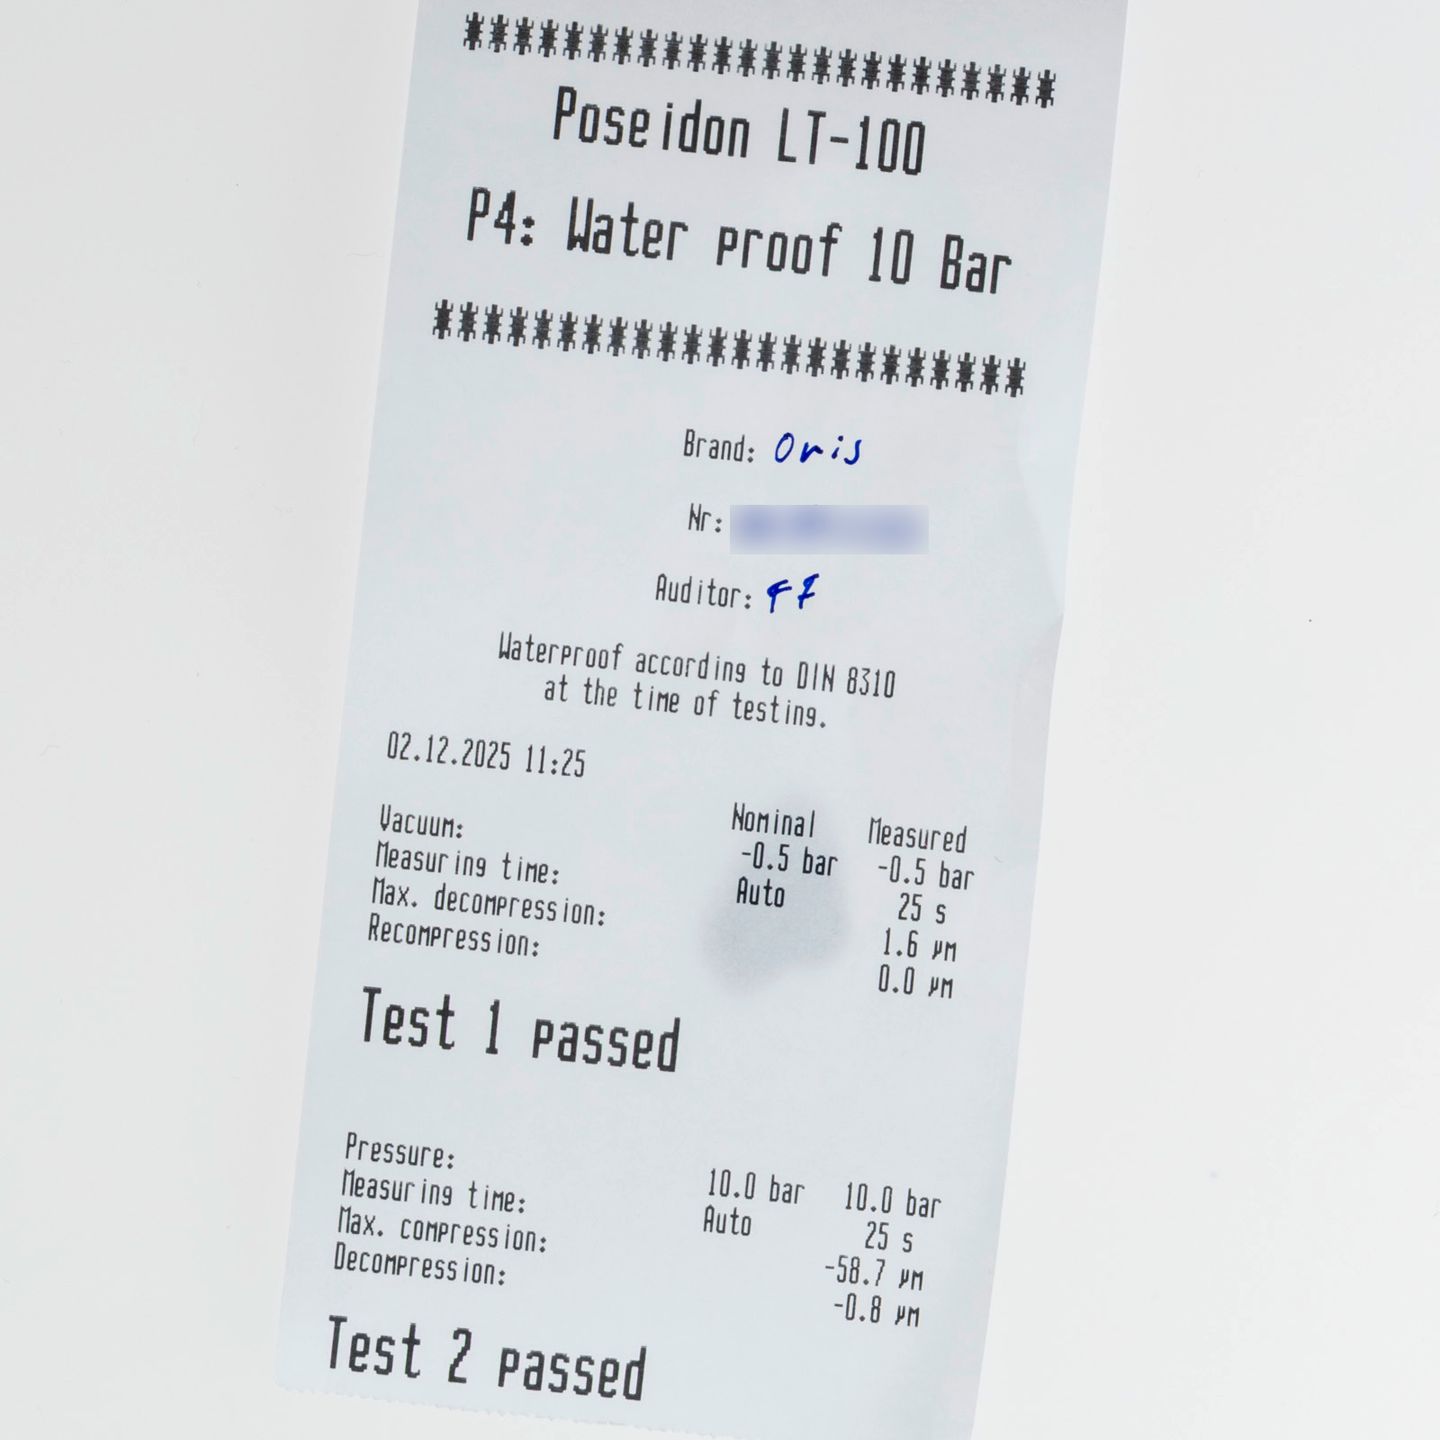 ************************
Poseidon LT-100
P4: Water proof 10 Bar
************************
Brand: Oris
Nr:
Auditor: FF
Waterproof according to DIN 8310
at the time of testing.
02.12.2025 11:25
Nominal Measured
Vacuum: -0.5 bar -0.5 bar
Measuring time: Auto 25 s
Max. decompression: 1.6 µm
Recompression: 0.0 µm
Test 1 passed
Pressure: 10.0 bar 10.0 bar
Measuring time: Auto 25 s
Max. compression: -58.7 µm
Decompression: -0.8 µm
Test 2 passed